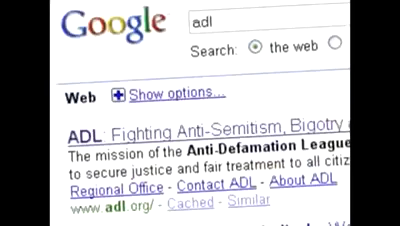 Google
adl
Search: the web
Web Show options...
ADL: Fighting Anti-Semitism, Bigotry
The mission of the Anti-Defamation League
to secure justice and fair treatment to all citiz
Regional Office - Contact ADL - About ADL
www.adl.org/ - Cached - Similar